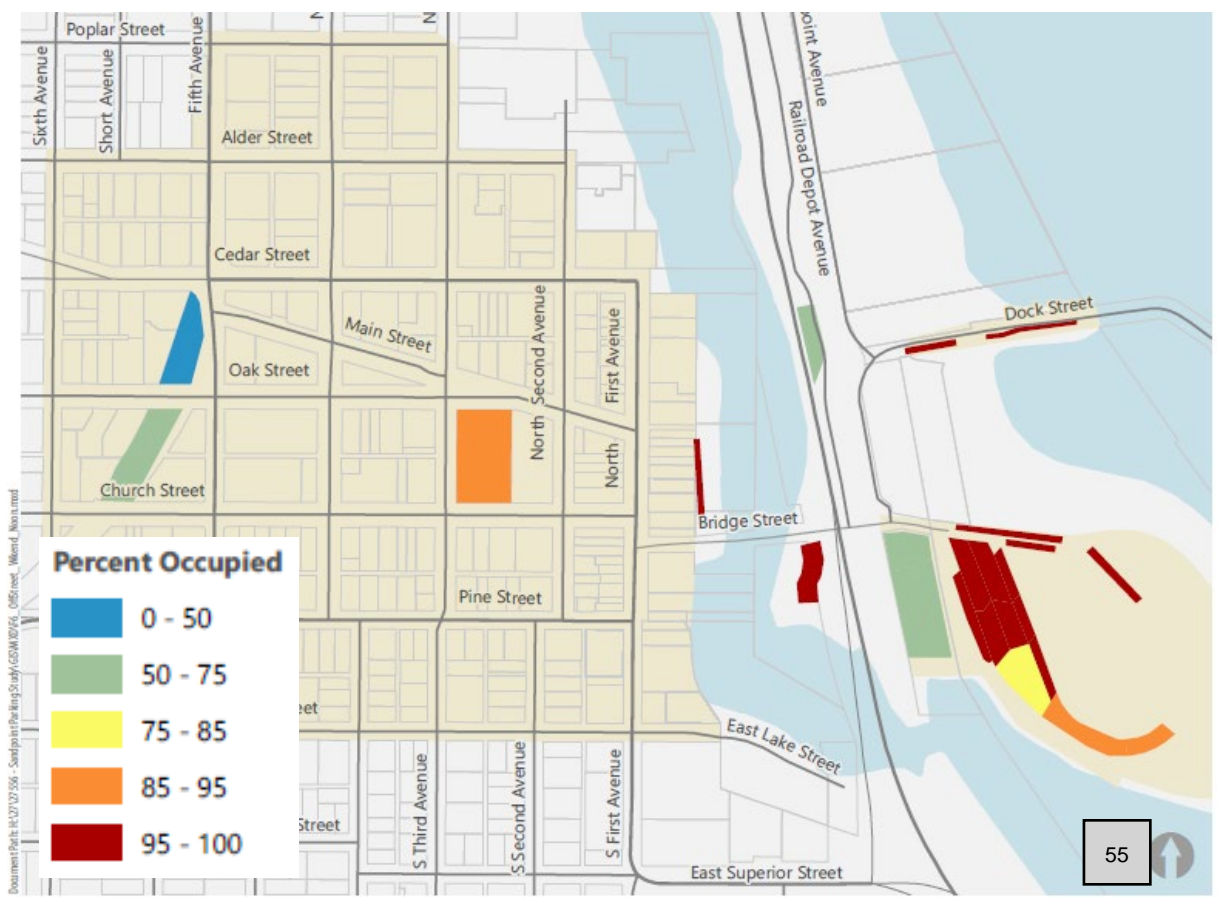 Poplar Street
Sixth Avenue
Short Avenue
Fifth Avenue
N
N
oint Avenue
Railroad Depot Avenue
Alder Street
Cedar Street
Main Street
Oak Street
North Second Avenue
North First Avenue
Dock Street
Church Street
Bridge Street
Pine Street
eet
Street
East Lake Street
S Third Avenue
S Second Avenue
S First Avenue
East Superior Street
Percent Occupied
0 - 50
50 - 75
75 - 85
85 - 95
95 - 100
55